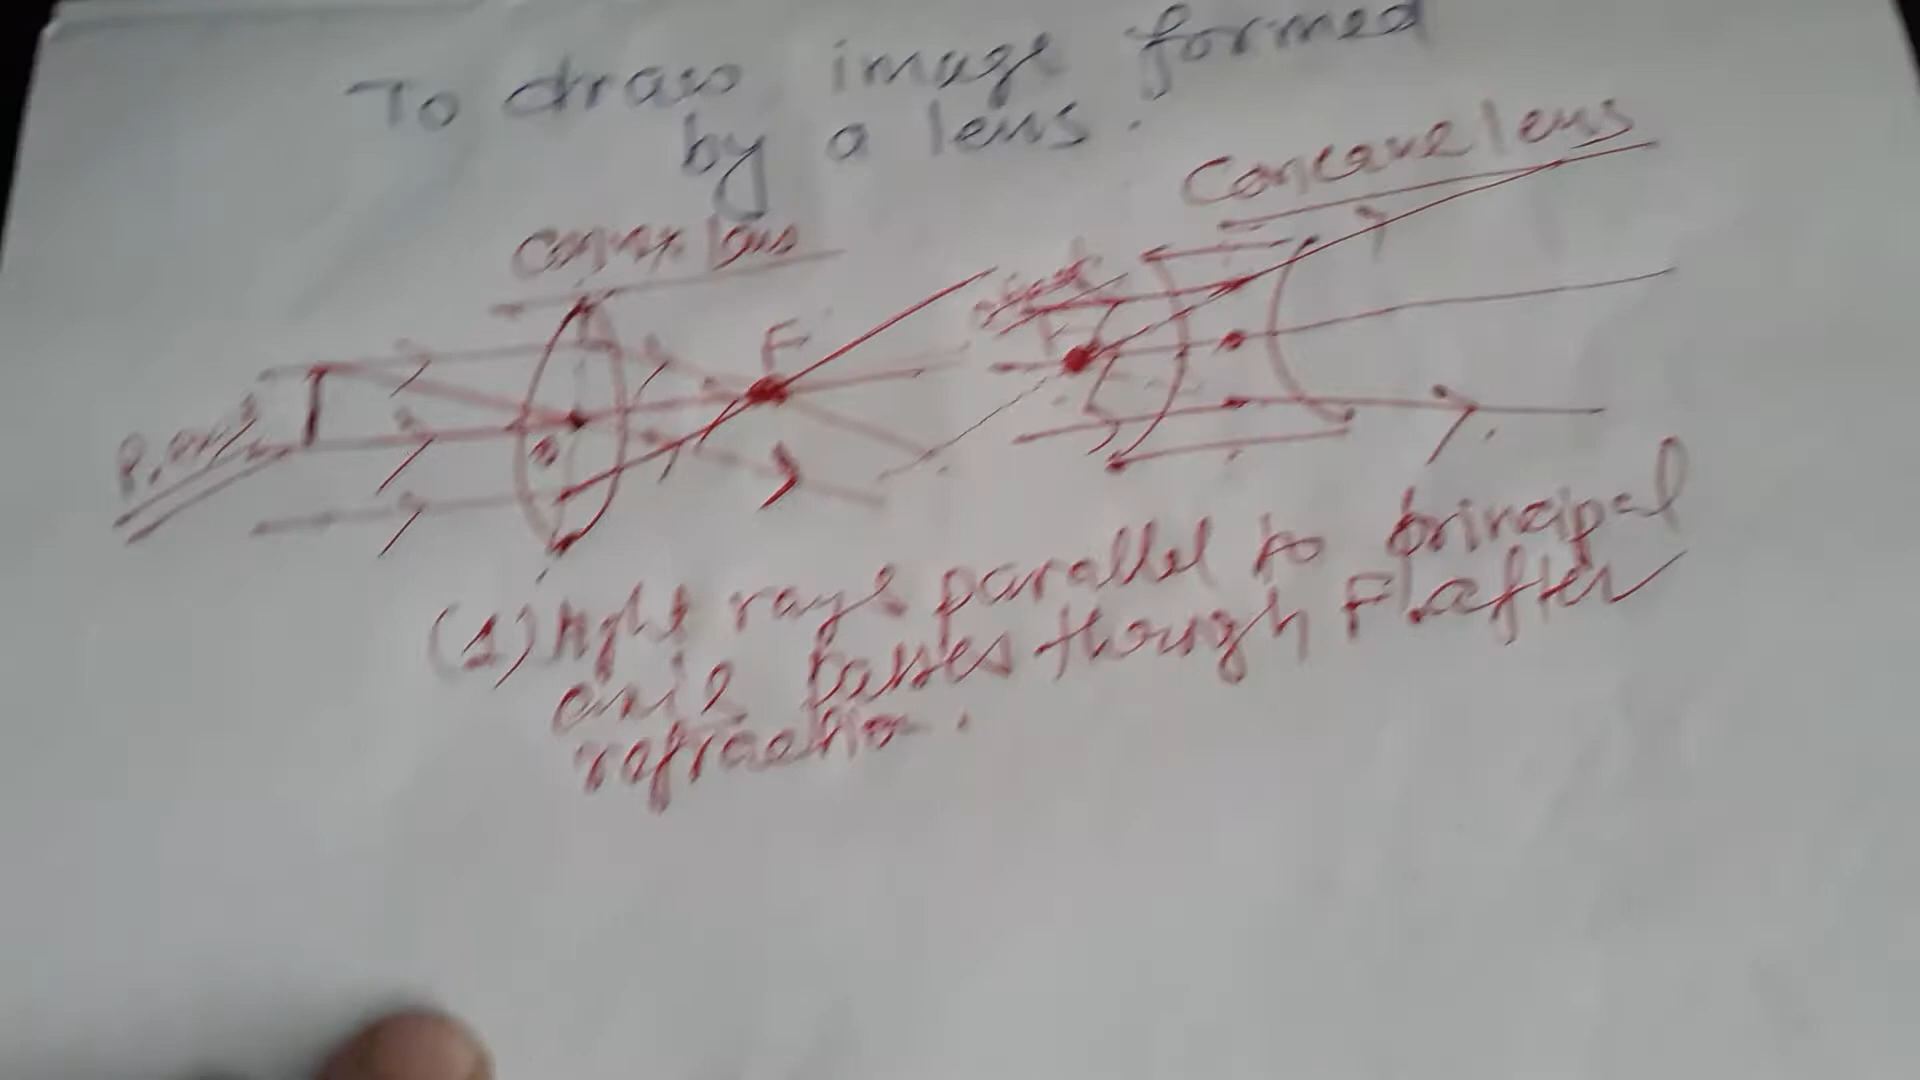 To draw image formed
by a lens.
Convex lens
Concave lens
F
P. axis
(1) light rays parallel to principal
axis passes through F after
refraction.